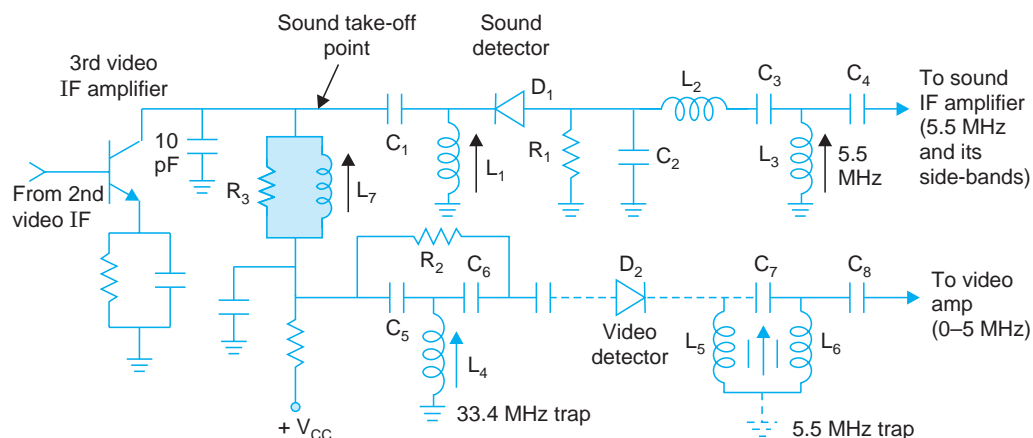 Sound take-off
point
Sound
detector
3rd video
IF amplifier
D1
L2
C3
C4
To sound
IF amplifier
(5.5 MHz
and its
side-bands)
10
pF
C1
L1
R1
C2
L3
5.5
MHz
From 2nd
video IF
R3
L7
R2
C6
D2
C7
C8
To video
amp
(0–5 MHz)
C5
L4
Video
detector
L5
L6
33.4 MHz trap
5.5 MHz trap
+ VCC